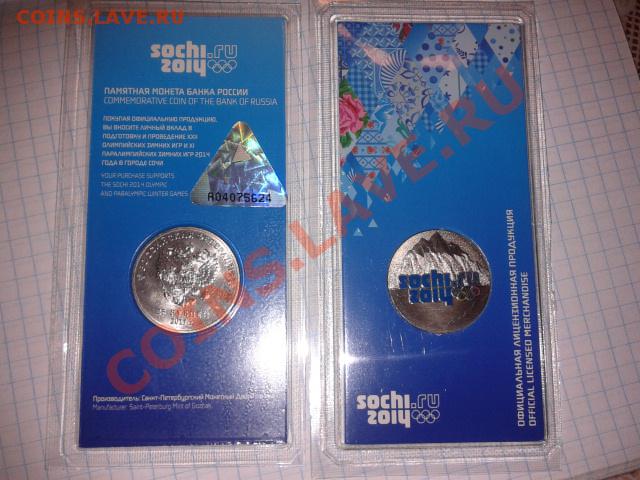 COINS.LAVE.RU
sochi.ru
2014
ПАМЯТНАЯ МОНЕТА БАНКА РОССИИ
COMMEMORATIVE COIN OF THE BANK OF RUSSIA
ПОКУПАЯ ОФИЦИАЛЬНУЮ ПРОДУКЦИЮ,
ВЫ ВНОСИТЕ ЛИЧНЫЙ ВКЛАД В
ПОДГОТОВКУ И ПРОВЕДЕНИЕ XXII
ОЛИМПИЙСКИХ ЗИМНИХ ИГР И XI
ПАРАЛИМПИЙСКИХ ЗИМНИХ ИГР 2014
ГОДА В ГОРОДЕ СОЧИ
YOUR PURCHASE SUPPORTS
THE SOCHI 2014 OLYMPIC
AND PARALYMPIC WINTER GAMES
A04075624
2011
Производитель: Санкт-Петербургский Монетный Двор
Manufacturer: Saint-Petersburg Mint of Goznak
sochi.ru
2014
sochi.ru
2014
ОФИЦИАЛЬНАЯ ЛИЦЕНЗИОННАЯ ПРОДУКЦИЯ
OFFICIAL LICENSED MERCHANDISE
COINS.LAVE.RU